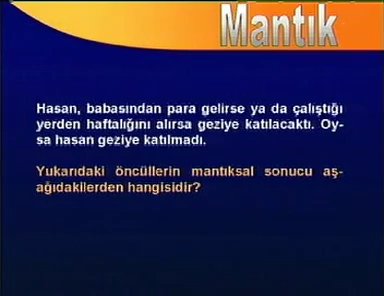 Mantık
Hasan, babasından para gelirse ya da çalıştığı
yerden haftalığını alırsa geziye katılacaktı. Oy-
sa hasan geziye katılmadı.
Yukarıdaki öncüllerin mantıksal sonucu aş-
ağıdakilerden hangisidir?